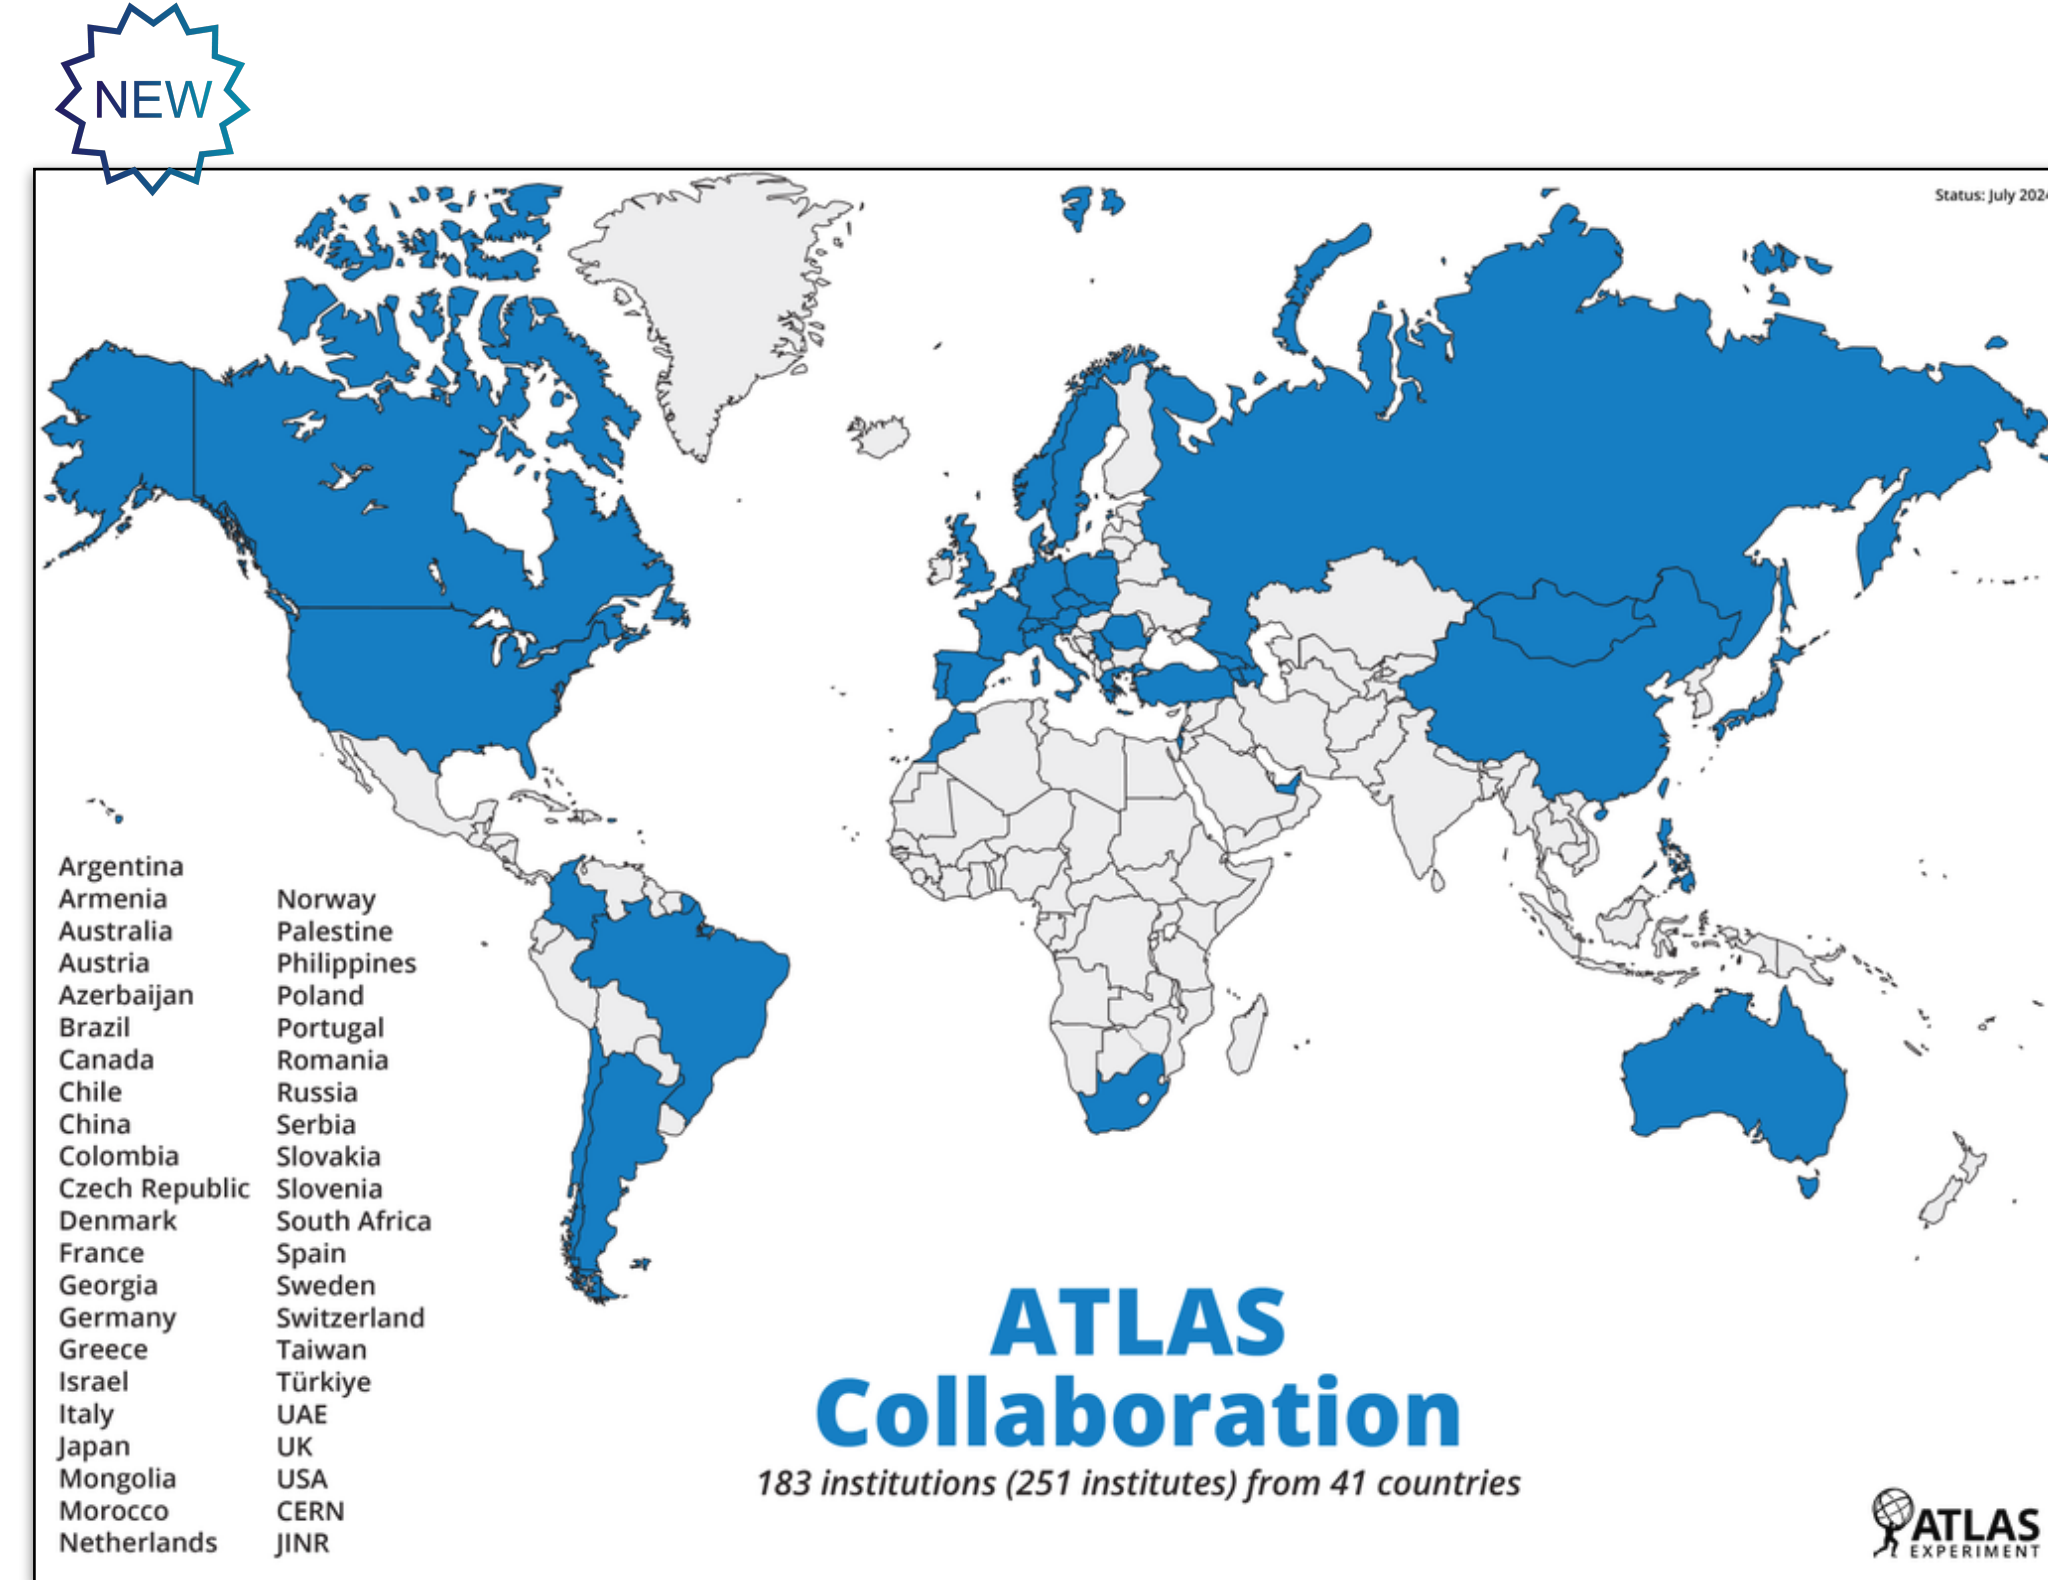 NEW
Status: July 2024
Argentina
Armenia
Australia
Austria
Azerbaijan
Brazil
Canada
Chile
China
Colombia
Czech Republic
Denmark
France
Georgia
Germany
Greece
Israel
Italy
Japan
Mongolia
Morocco
Netherlands
Norway
Palestine
Philippines
Poland
Portugal
Romania
Russia
Serbia
Slovakia
Slovenia
South Africa
Spain
Sweden
Switzerland
Taiwan
Türkiye
UAE
UK
USA
CERN
JINR
ATLAS
Collaboration
183 institutions (251 institutes) from 41 countries
ATLAS
EXPERIMENT